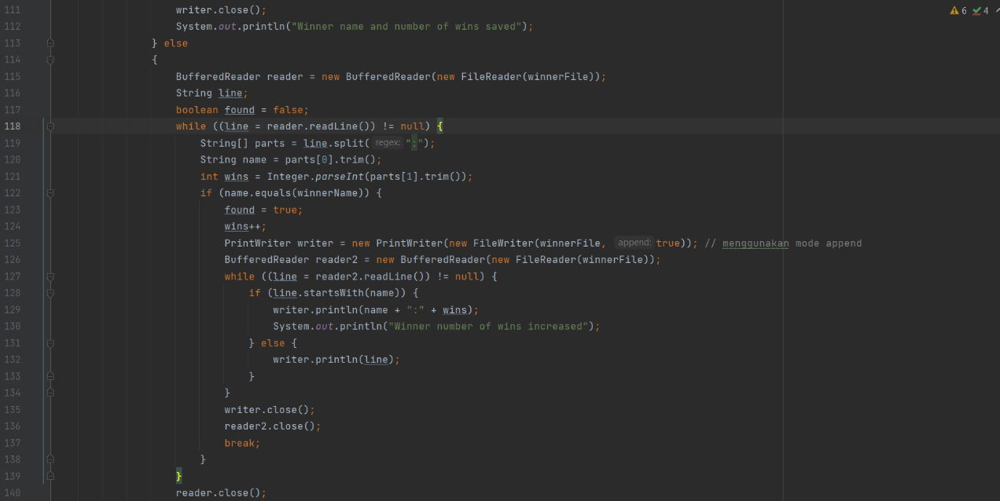 6 4
111 writer.close();
112 System.out.println("Winner name and number of wins saved");
113 } else
114 {
115 BufferedReader reader = new BufferedReader(new FileReader(winnerFile));
116 String line;
117 boolean found = false;
118 while ((line = reader.readLine()) != null) {
119 String[] parts = line.split( regex: ":");
120 String name = parts[0].trim();
121 int wins = Integer.parseInt(parts[1].trim());
122 if (name.equals(winnerName)) {
123 found = true;
124 wins++;
125 PrintWriter writer = new PrintWriter(new FileWriter(winnerFile, append: true)); // menggunakan mode append
126 BufferedReader reader2 = new BufferedReader(new FileReader(winnerFile));
127 while ((line = reader2.readLine()) != null) {
128 if (line.startsWith(name)) {
129 writer.println(name + ":" + wins);
130 System.out.println("Winner number of wins increased");
131 } else {
132 writer.println(line);
133 }
134 }
135 writer.close();
136 reader2.close();
137 break;
138 }
139 }
140 reader.close();